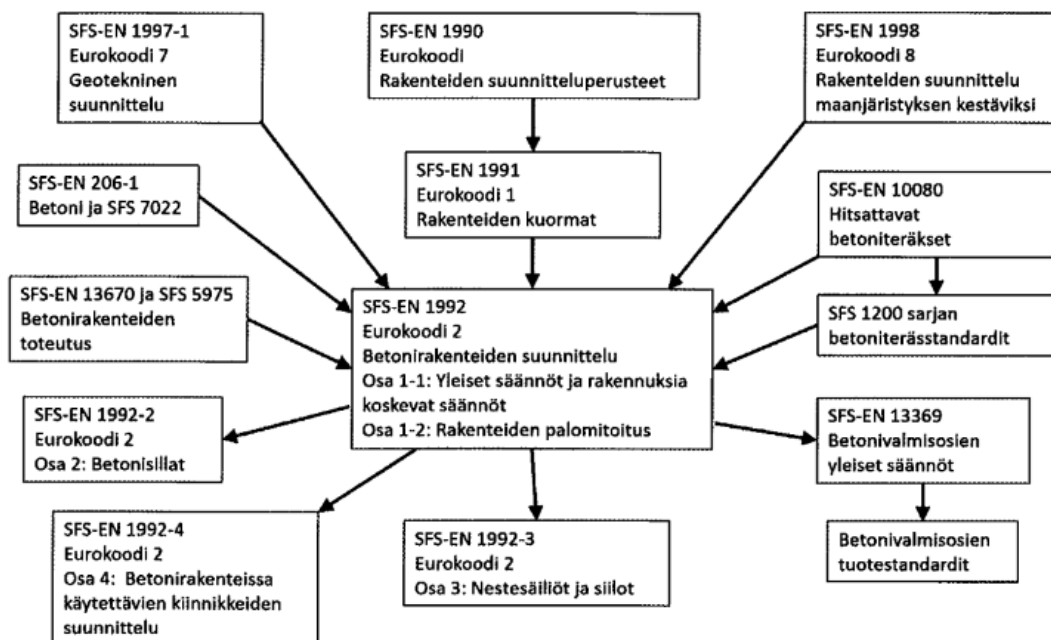 SFS-EN 1997-1
Eurokoodi 7
Geotekninen
suunnittelu
SFS-EN 1990
Eurokoodi
Rakenteiden suunnitteluperusteet
SFS-EN 1998
Eurokoodi 8
Rakenteiden suunnittelu
maanjäristyksen kestäviksi
SFS-EN 206-1
Betoni ja SFS 7022
SFS-EN 1991
Eurokoodi 1
Rakenteiden kuormat
SFS-EN 10080
Hitsattavat
betoniteräkset
SFS-EN 13670 ja SFS 5975
Betonirakenteiden
toteutus
SFS-EN 1992
Eurokoodi 2
Betonirakenteiden suunnittelu
Osa 1-1: Yleiset säännöt ja rakennuksia
koskevat säännöt
Osa 1-2: Rakenteiden palomitoitus
SFS 1200 sarjan
betoniterässtandardit
SFS-EN 1992-2
Eurokoodi 2
Osa 2: Betonisillat
SFS-EN 13369
Betonivalmisosien
yleiset säännöt
SFS-EN 1992-4
Eurokoodi 2
Osa 4: Betonirakenteissa
käytettävien kiinnikkeiden
suunnittelu
SFS-EN 1992-3
Eurokoodi 2
Osa 3: Nestesäiliöt ja siilot
Betonivalmisosien
tuotestandardit